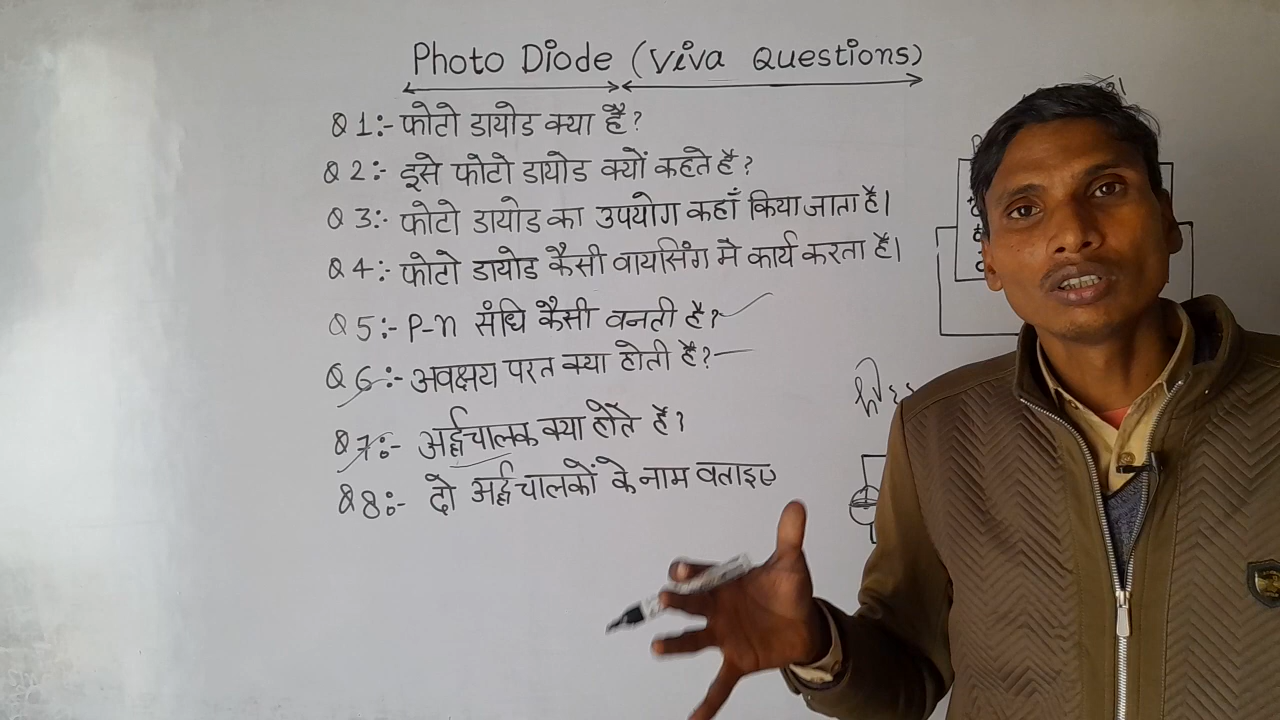 Photo Diode (Viva Questions)
Q 1:- फोटो डायोड क्या है?
Q 2:- इसे फोटो डायोड क्यों कहते है?
Q 3:- फोटो डायोड का उपयोग कहाँ किया जाता है।
Q 4:- फोटो डायोड कैसी वायसिंग मे कार्य करता है।
Q 5:- P-n संधि कैसी वनती है?
Q 6:- अवक्षय परत क्या होती है?
Q 7:- अर्द्धचालक क्या होते है?
Q 8:- दो अर्द्धचालकों के नाम वताइए